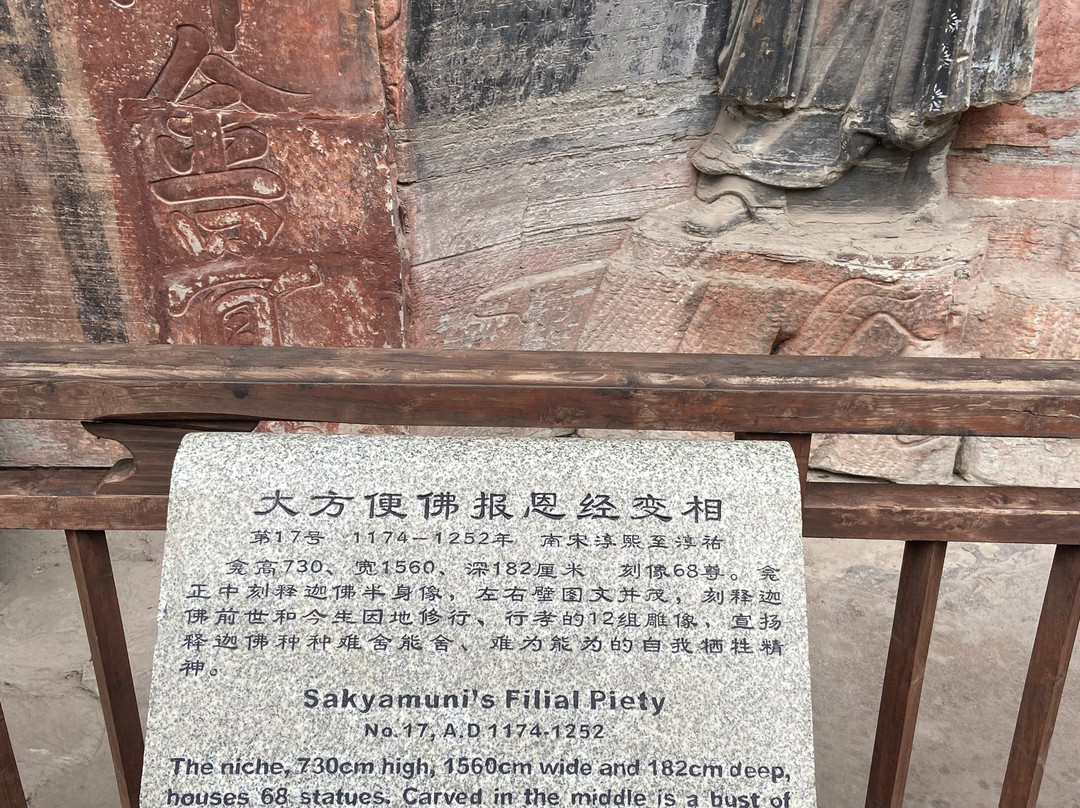 大方便佛报恩经变相
第17号 1174－1252年 南宋淳熙至淳祐
龛高730、宽1560、深182厘米 刻像68尊。龛
正中刻释迦佛半身像，左右壁图文并茂，刻释迦
佛前世和今生因地修行、行孝的12组雕像，宣扬
释迦佛种种难舍能舍、难为能为的自我牺牲精
神。
Sakyamuni's Filial Piety
No.17, A.D 1174-1252
The niche, 730cm high, 1560cm wide and 182cm deep,
houses 68 statues. Carved in the middle is a bust of